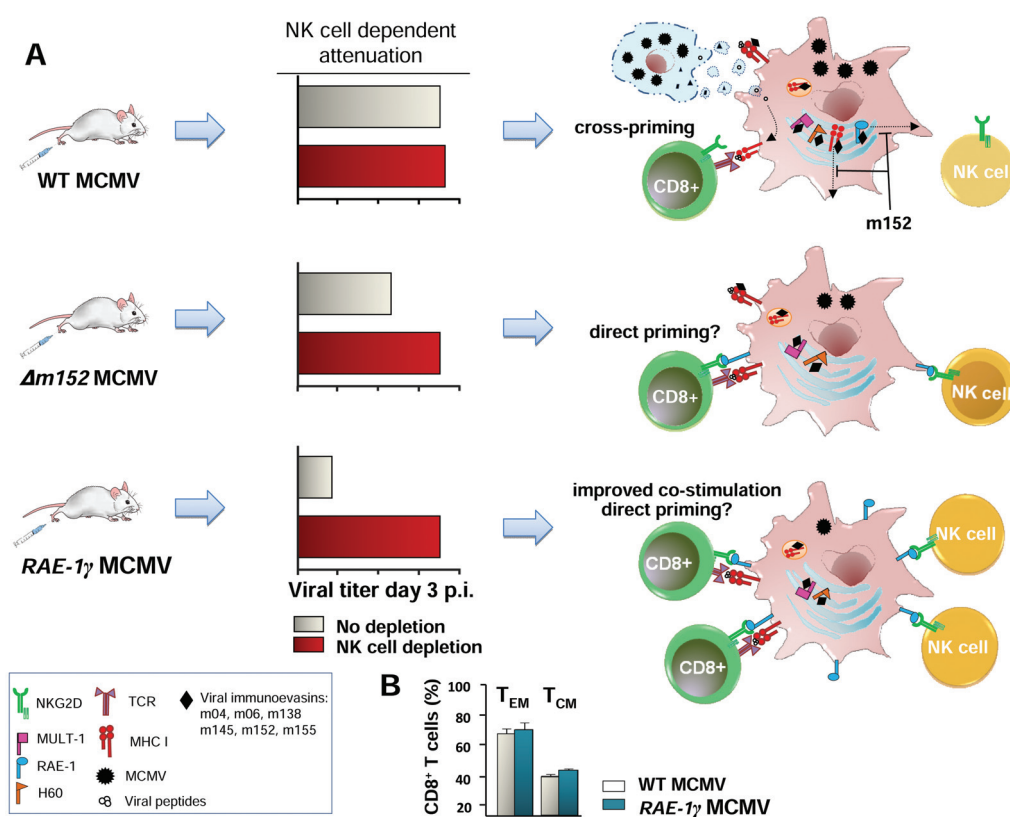 A
NK cell dependent
attenuation
WT MCMV
cross-priming
CD8+
NK cell
m152
Δm152 MCMV
direct priming?
CD8+
NK cell
RAE-1γ MCMV
improved co-stimulation
direct priming?
CD8+
NK cell
CD8+
NK cell
Viral titer day 3 p.i.
No depletion
NK cell depletion
NKG2D
MULT-1
RAE-1
H60
TCR
MHC I
MCMV
Viral peptides
Viral immunoevasins:
m04, m06, m138
m145, m152, m155
B
CD8+ T cells (%)
100
80
60
40
20
TEM
TCM
WT MCMV
RAE-1γ MCMV